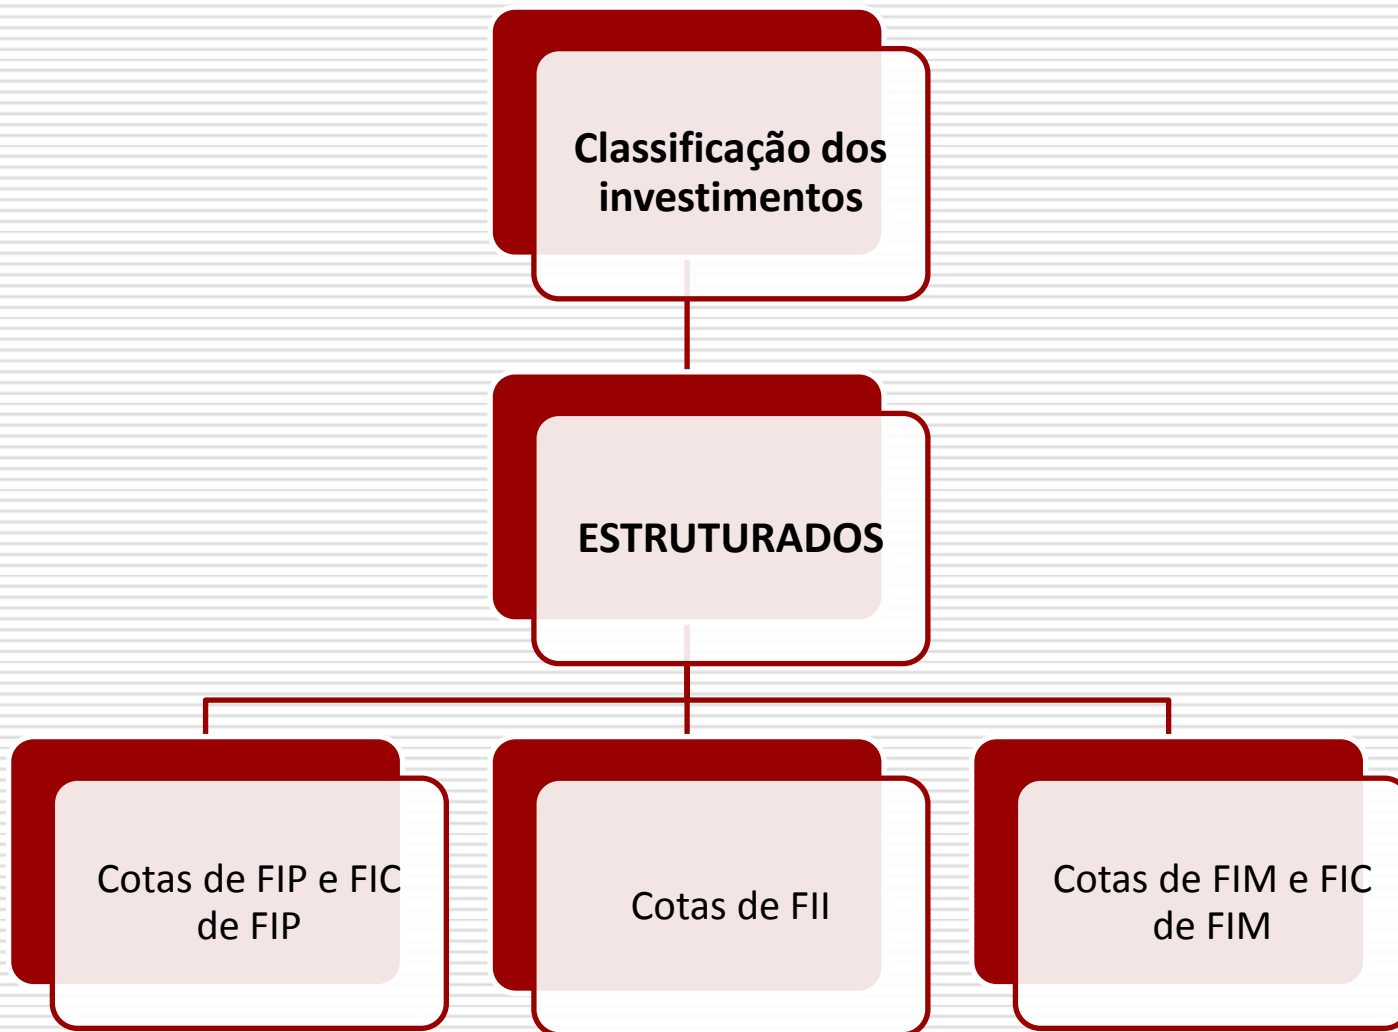 Classificação dos
investimentos
ESTRUTURADOS
Cotas de FIP e FIC
de FIP
Cotas de FII
Cotas de FIM e FIC
de FIM